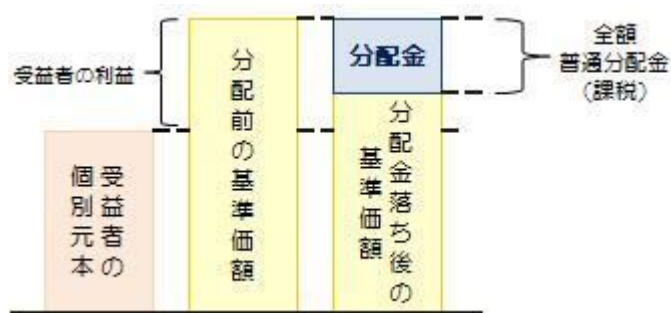 受益者の利益
受益者の
個別元本
分配前の基準価額
分配金
分配金落ち後の
基準価額
全額
普通分配金
(課税)